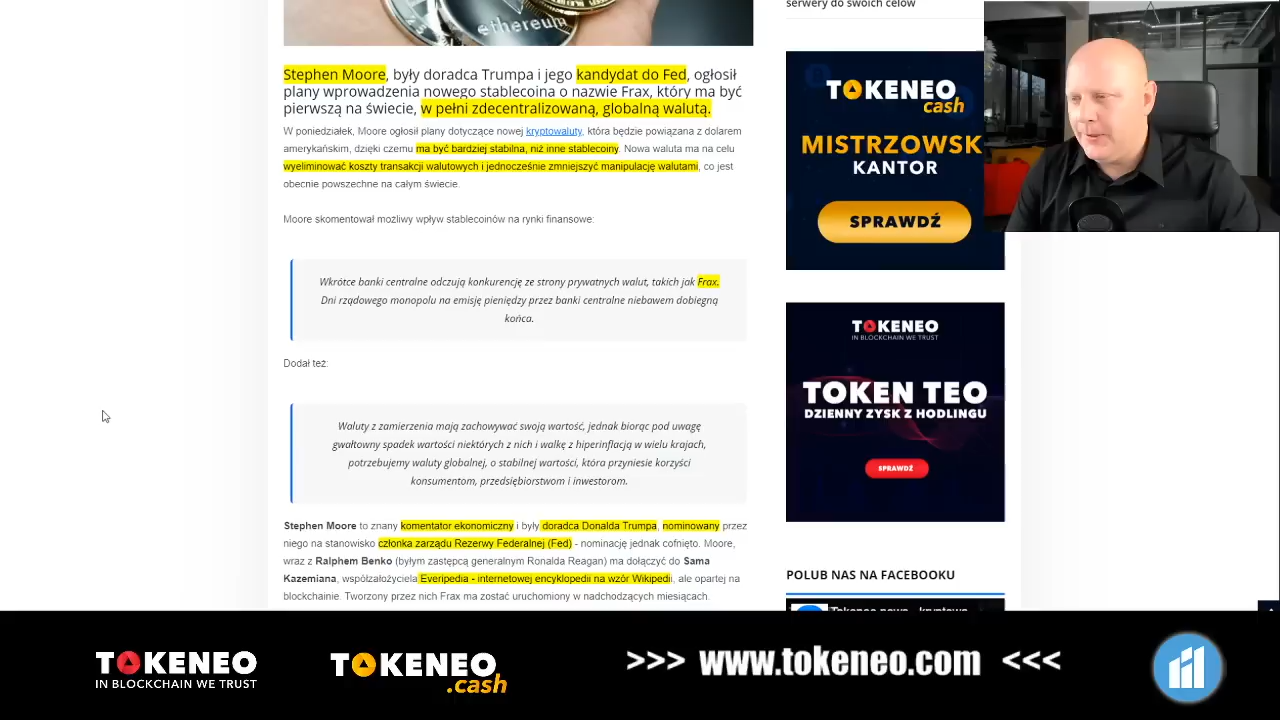 ethereum
serwery do swoich celów
Stephen Moore, były doradca Trumpa i jego kandydat do Fed, ogłosił
plany wprowadzenia nowego stablecoina o nazwie Frax, który ma być
pierwszą na świecie, w pełni zdecentralizowaną, globalną walutą.
W poniedziałek, Moore ogłosił plany dotyczące nowej kryptowaluty, która będzie powiązana z dolarem
amerykańskim, dzięki czemu ma być bardziej stabilna, niż inne stablecoiny. Nowa waluta ma na celu
wyeliminować koszty transakcji walutowych i jednocześnie zmniejszyć manipulację walutami, co jest
obecnie powszechne na całym świecie.
Moore skomentował możliwy wpływ stablecoinów na rynki finansowe:
Wkrótce banki centralne odczują konkurencję ze strony prywatnych walut, takich jak Frax.
Dni rządowego monopolu na emisję pieniędzy przez banki centralne niebawem dobiegną
końca.
Dodał też:
Waluty z zamierzenia mają zachowywać swoją wartość, jednak biorąc pod uwagę
gwałtowny spadek wartości niektórych z nich i walkę z hiperinflacją w wielu krajach,
potrzebujemy waluty globalnej, o stabilnej wartości, która przyniesie korzyści
konsumentom, przedsiębiorstwom i inwestorom.
Stephen Moore to znany komentator ekonomiczny i były doradca Donalda Trumpa, nominowany przez
niego na stanowisko członka zarządu Rezerwy Federalnej (Fed) - nominację jednak cofnięto. Moore,
wraz z Ralphem Benko (byłym zastępcą generalnym Ronalda Reagan) ma dołączyć do Sama
Kazemiana, współzałożyciela Everipedia - internetowej encyklopedii na wzór Wikipedii, ale opartej na
blockchainie. Tworzony przez nich Frax ma zostać uruchomiony w nadchodzących miesiącach.
TOKENEO
cash
MISTRZOWSK
KANTOR
SPRAWDŹ
TOKENEO
IN BLOCKCHAIN WE TRUST
TOKEN TEO
DZIENNY ZYSK Z HODLINGU
SPRAWDŹ
POLUB NAS NA FACEBOOKU
TOKENEO
IN BLOCKCHAIN WE TRUST
TOKENEO
.cash
>>> www.tokeneo.com <<<